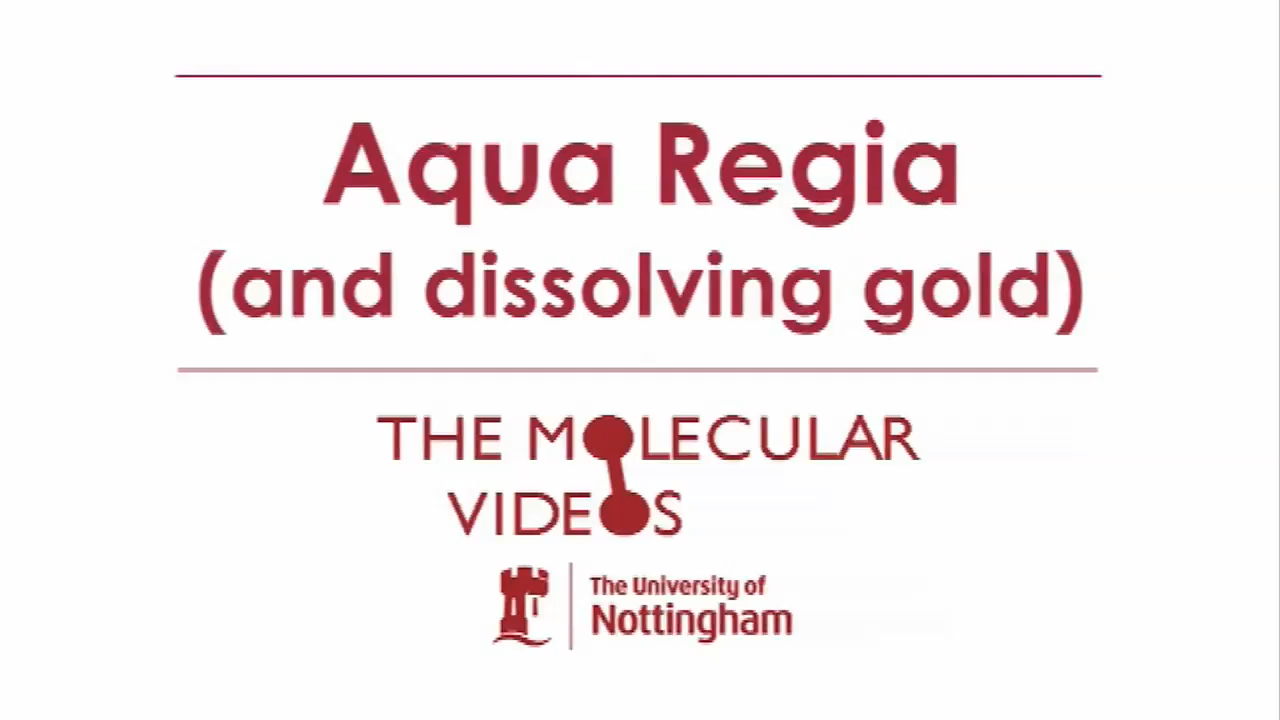 Aqua Regia
(and dissolving gold)
THE MOLECULAR
VIDEOS
The University of
Nottingham